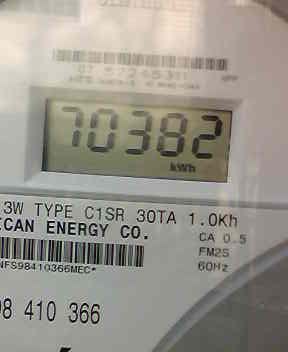 70382
kWh
3W TYPE C1SR 30TA 1.0Kh
ECAN ENERGY CO.
CA 0.5
FM2S
60Hz
NFS98410366MEC*
98 410 366